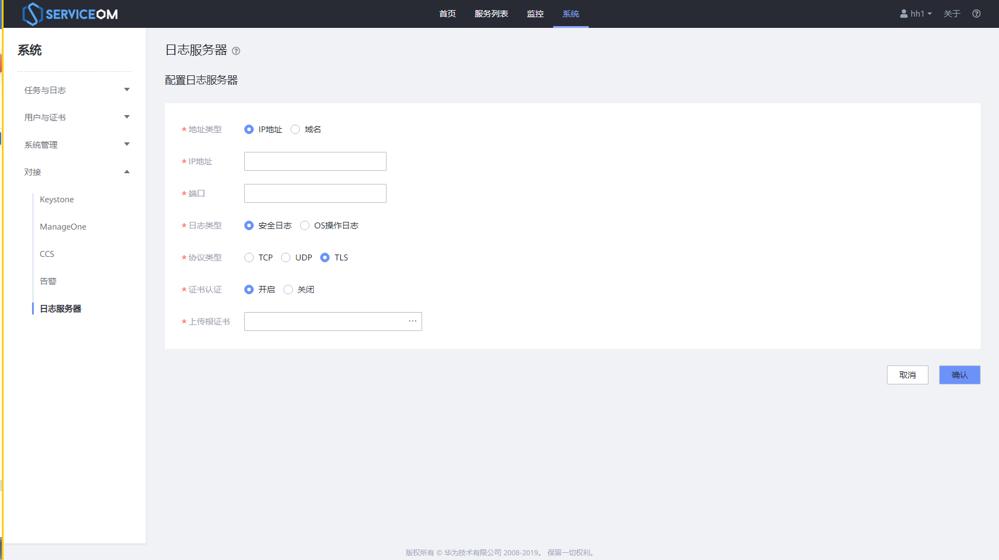 SERVICEOM
首页 服务列表 监控 系统
hh1 关于
系统
任务与日志
用户与证书
系统管理
对接
Keystone
ManageOne
CCS
告警
日志服务器
日志服务器
配置日志服务器
* 地址类型 IP地址 域名
* IP地址
* 端口
* 日志类型 安全日志 OS操作日志
* 协议类型 TCP UDP TLS
* 证书认证 开启 关闭
* 上传根证书 ...
取消 确认
版权所有 © 华为技术有限公司 2008-2019。 保留一切权利。